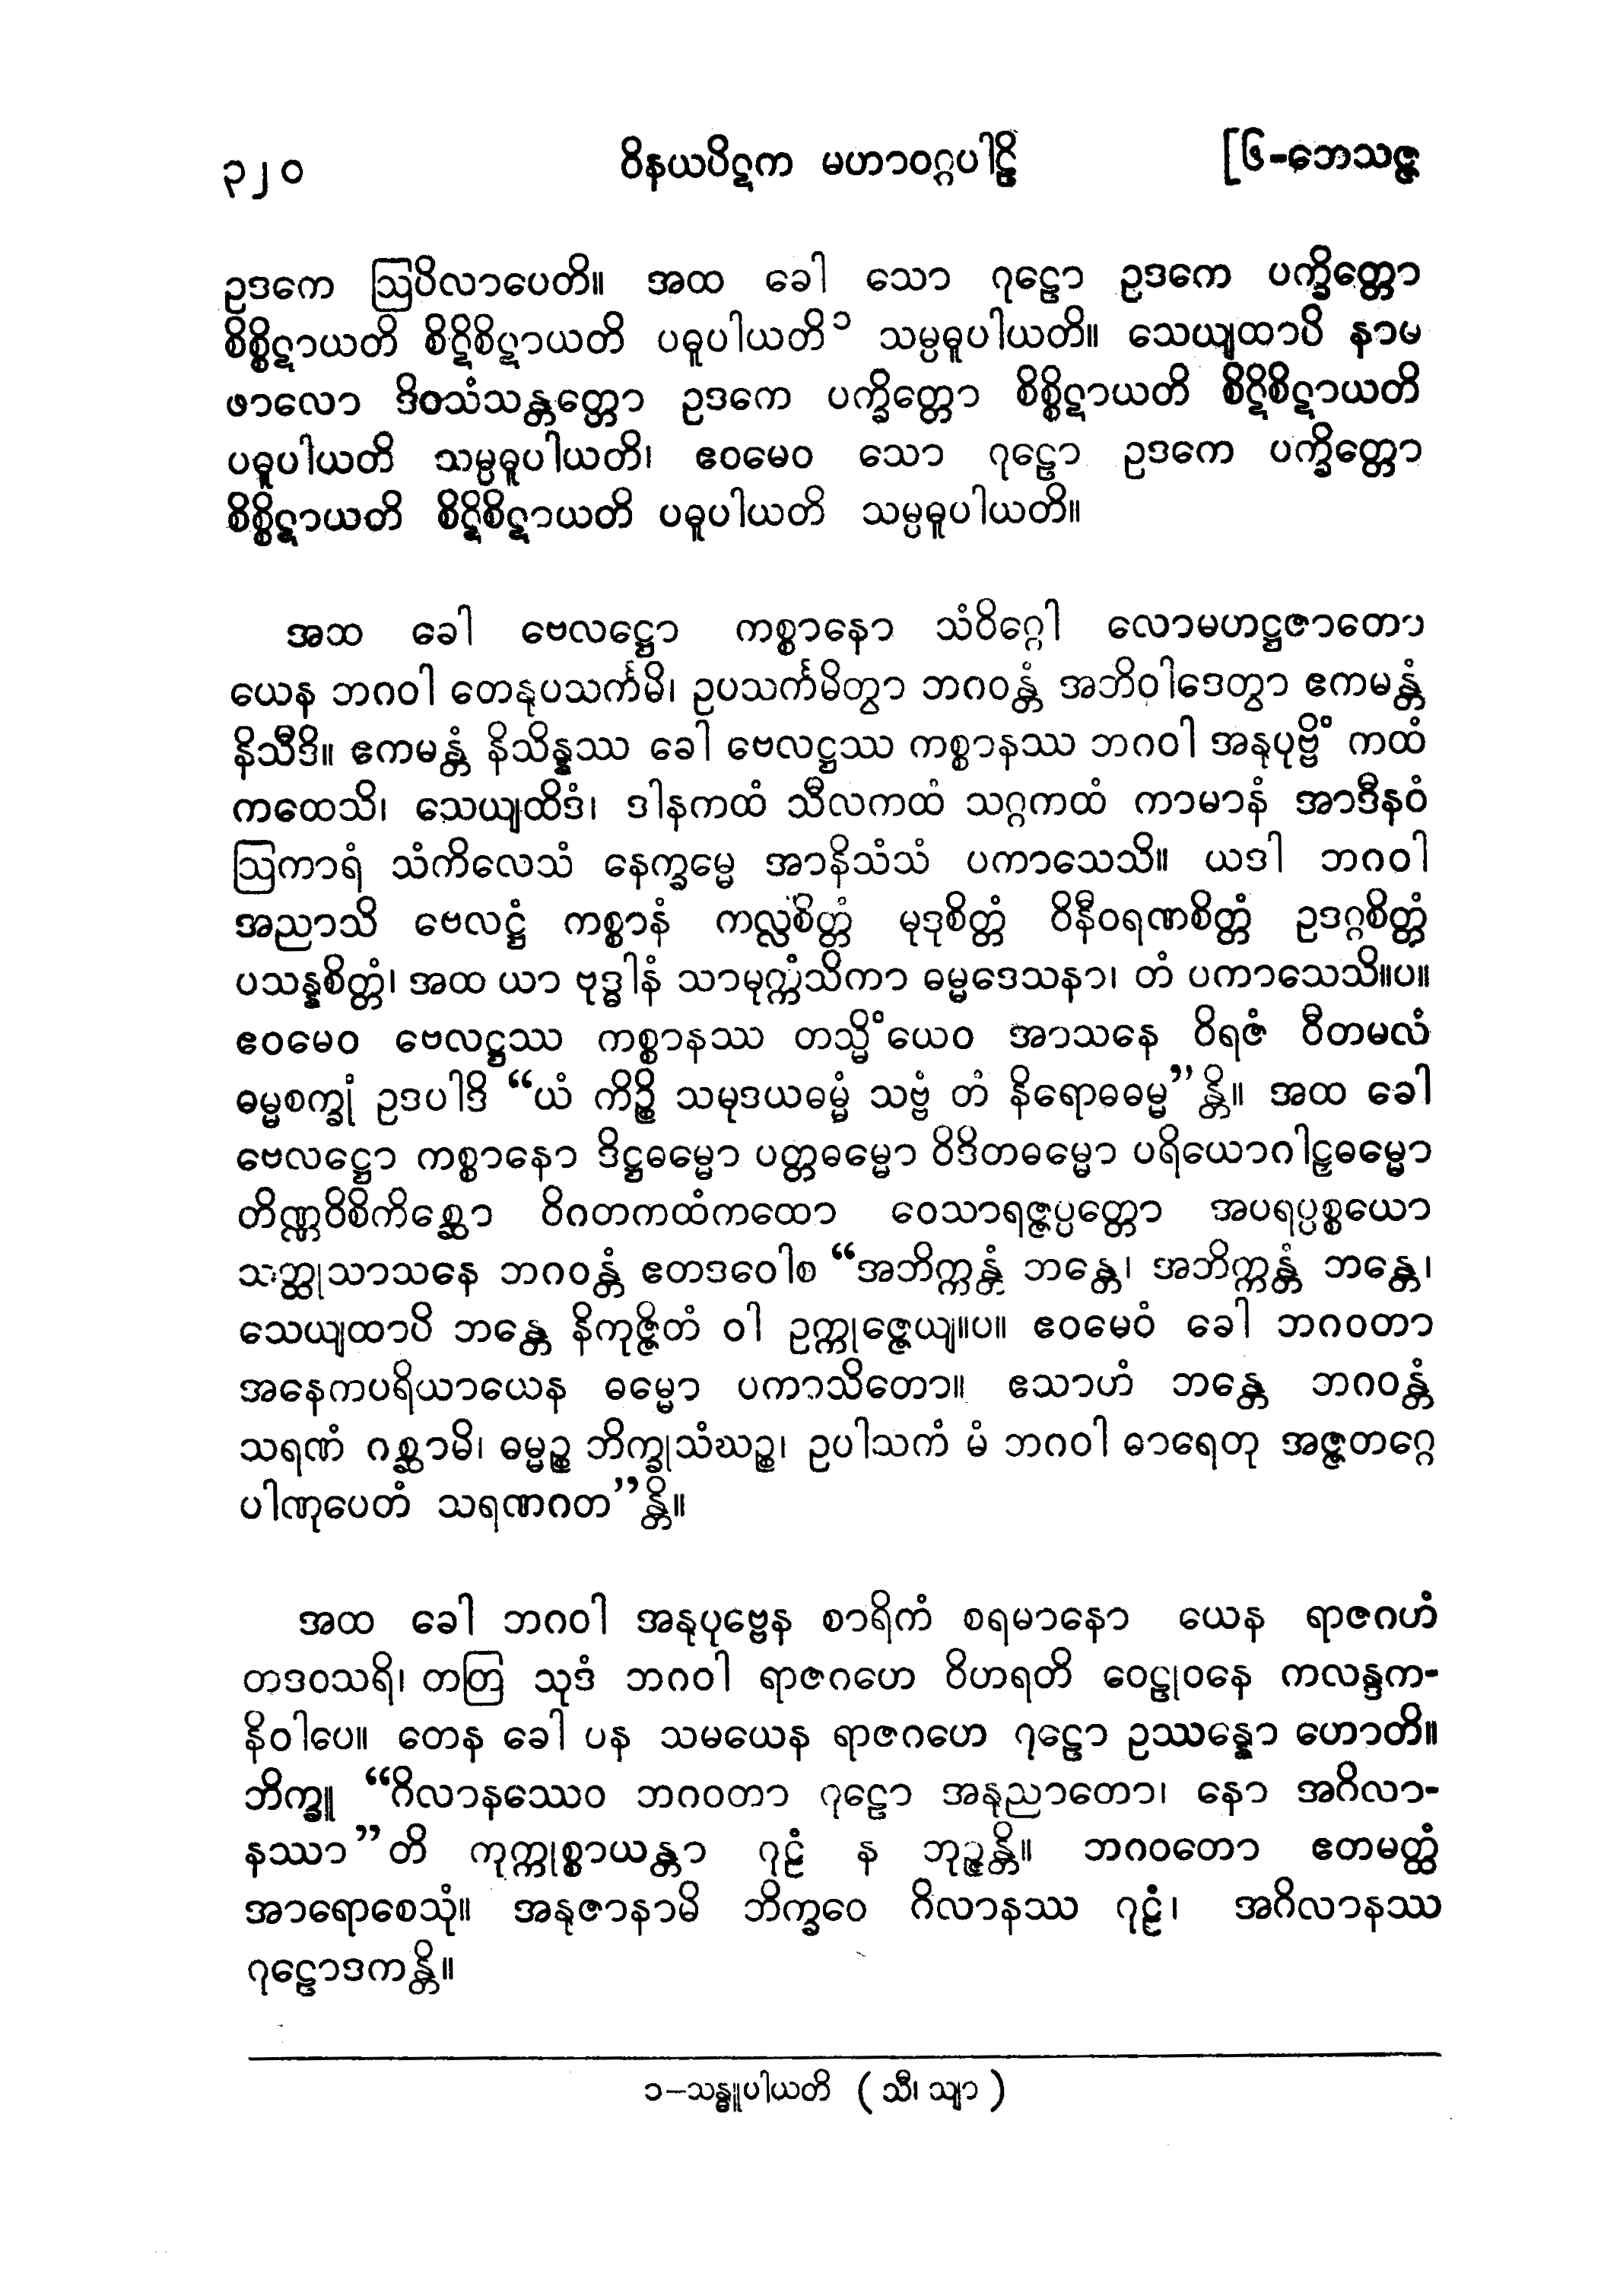 ၃၂၀ ဝိနယပိဋက မဟာဝဂ္ဂပါဠိ [၆-ဘေသဇ္ဇ
ဥဒကေ ဩပိလာပေတိ။ အထ ခေါ သော ဂုဠော ဥဒကေ ပက္ခိတ္တော
စိစ္စိဋာယတိ စိဋိစိဋာယတိ ပဓူပါယတိ၁ သမ္ပဓူပါယတိ။ သေယျထာပိ နာမ
ဖာလော ဒိဝသံသန္တတ္တော ဥဒကေ ပက္ခိတ္တော စိစ္စိဋာယတိ စိဋိစိဋာယတိ
ပဓူပါယတိ သမ္ပဓူပါယတိ၊ ဧဝမေဝ သော ဂုဠော ဥဒကေ ပက္ခိတ္တော
စိစ္စိဋာယတိ စိဋိစိဋာယတိ ပဓူပါယတိ သမ္ပဓူပါယတိ။
အထ ခေါ ဗေလဋ္ဌော ကစ္စာနော သံဝိဂ္ဂေါ လောမဟဋ္ဌဇာတော
ယေန ဘဂဝါ တေနုပသင်္ကမိ၊ ဥပသင်္ကမိတွာ ဘဂဝန္တံ အဘိဝါဒေတွာ ဧကမန္တံ
နိသီဒိ။ ဧကမန္တံ နိသိန္နဿ ခေါ ဗေလဋ္ဌဿ ကစ္စာနဿ ဘဂဝါ အနုပုဗ္ဗိံ ကထံ
ကထေသိ၊ သေယျထိဒံ၊ ဒါနကထံ သီလကထံ သဂ္ဂကထံ ကာမာနံ အာဒီနဝံ
ဩကာရံ သံကိလေသံ နေက္ခမ္မေ အာနိသံသံ ပကာသေသိ။ ယဒါ ဘဂဝါ
အညာသိ ဗေလဋ္ဌံ ကစ္စာနံ ကလ္လစိတ္တံ မုဒုစိတ္တံ ဝိနီဝရဏစိတ္တံ ဥဒဂ္ဂစိတ္တံ
ပသန္နစိတ္တံ၊ အထ ယာ ဗုဒ္ဓါနံ သာမုက္ကံသိကာ ဓမ္မဒေသနာ၊ တံ ပကာသေသိ။ပ။
ဧဝမေဝ ဗေလဋ္ဌဿ ကစ္စာနဿ တသ္မိံယေဝ အာသနေ ဝိရဇံ ဝီတမလံ
ဓမ္မစက္ခုံ ဥဒပါဒိ “ယံ ကိဉ္စိ သမုဒယဓမ္မံ သဗ္ဗံ တံ နိရောဓဓမ္မ”န္တိ။ အထ ခေါ
ဗေလဋ္ဌော ကစ္စာနော ဒိဋ္ဌဓမ္မော ပတ္တဓမ္မော ဝိဒိတဓမ္မော ပရိယောဂါဠှဓမ္မော
တိဏ္ဏဝိစိကိစ္ဆော ဝိဂတကထံကထော ဝေသာရဇ္ဇပ္ပတ္တော အပရပ္ပစ္စယော
သတ္ထုသာသနေ ဘဂဝန္တံ ဧတဒဝေါစ “အဘိက္ကန္တံ ဘန္တေ၊ အဘိက္ကန္တံ ဘန္တေ၊
သေယျထာပိ ဘန္တေ နိကုဇ္ဇိတံ ဝါ ဥက္ကုဇ္ဇေယျ။ပ။ ဧဝမေဝံ ခေါ ဘဂဝတာ
အနေကပရိယာယေန ဓမ္မော ပကာသိတော။ ဧသာဟံ ဘန္တေ ဘဂဝန္တံ
သရဏံ ဂစ္ဆာမိ၊ ဓမ္မဉ္စ ဘိက္ခုသံဃဉ္စ၊ ဥပါသကံ မံ ဘဂဝါ ဓာရေတု အဇ္ဇတဂ္ဂေ
ပါဏုပေတံ သရဏဂတ”န္တိ။
အထ ခေါ ဘဂဝါ အနုပုဗ္ဗေန စာရိကံ စရမာနော ယေန ရာဇဂဟံ
တဒဝသရိ၊ တတြ သုဒံ ဘဂဝါ ရာဇဂဟေ ဝိဟရတိ ဝေဠုဝနေ ကလန္ဒက-
နိဝါပေ။ တေန ခေါ ပန သမယေန ရာဇဂဟေ ဂုဠော ဥဿန္နော ဟောတိ။
ဘိက္ခူ “ဂိလာနဿေဝ ဘဂဝတာ ဂုဠော အနုညာတော၊ နော အဂိလာ-
နဿာ”တိ ကုက္ကုစ္စာယန္တာ ဂုဠံ န ဘုဉ္ဇန္တိ။ ဘဂဝတော ဧတမတ္ထံ
အာရောစေသုံ။ အနုဇာနာမိ ဘိက္ခဝေ ဂိလာနဿ ဂုဠံ၊ အဂိလာနဿ
ဂုဠောဒကန္တိ။
၁–သန္ဓူပါယတိ (သီ၊ သျာ)